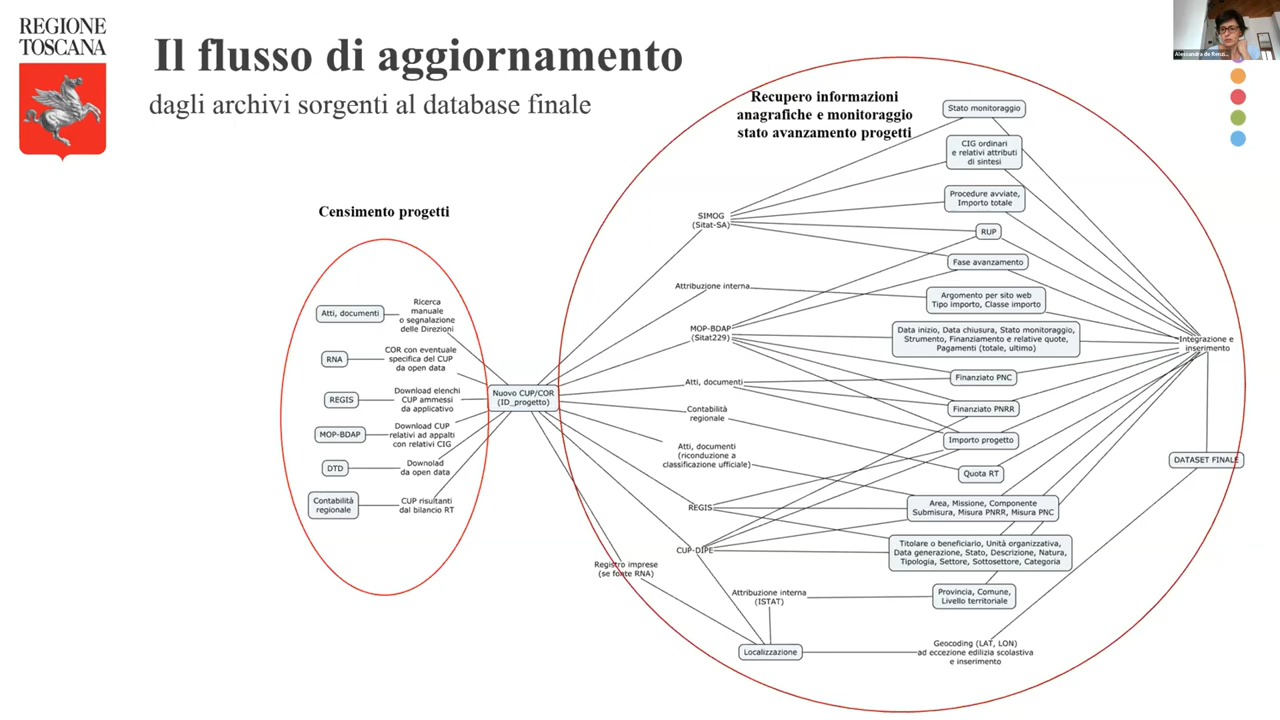 REGIONE
TOSCANA
Il flusso di aggiornamento
dagli archivi sorgenti al database finale
Alessandra de Renzi...
Censimento progetti
Atti, documenti
Ricerca
manuale
o segnalazione
delle Direzioni
RNA
COR con eventuale
specifica del CUP
da open data
REGIS
Download elenchi
CUP ammessi
da applicativo
MOP-BDAP
Download CUP
relativi ad appalti
con relativi CIG
DTD
Downolad
da open data
Contabilità
regionale
CUP risultanti
dal bilancio RT
Nuovo CUP/COR
(ID_progetto)
Recupero informazioni
anagrafiche e monitoraggio
stato avanzamento progetti
SIMOG
(Sitat-SA)
Attribuzione interna
MOP-BDAP
(Sitat229)
Atti, documenti
Contabilità
regionale
Atti, documenti
(riconduzione a
classificazione ufficiale)
REGIS
CUP-DIPE
Registro imprese
(se fonte RNA)
Attribuzione interna
(ISTAT)
Localizzazione
Stato monitoraggio
CIG ordinari
e relativi attributi
di sintesi
Procedure avviate,
Importo totale
RUP
Fase avanzamento
Argomento per sito web
Tipo importo, Classe importo
Data inizio, Data chiusura, Stato monitoraggio,
Strumento, Finanziamento e relative quote,
Pagamenti (totale, ultimo)
Finanziato PNC
Finanziato PNRR
Importo progetto
Quota RT
Area, Missione, Componente
Submisura, Misura PNRR, Misura PNC
Titolare o beneficiario, Unità organizzativa,
Data generazione, Stato, Descrizione, Natura,
Tipologia, Settore, Sottosettore, Categoria
Provincia, Comune,
Livello territoriale
Geocoding (LAT, LON)
ad eccezione edilizia scolastica
e inserimento
Integrazione e
inserimento
DATASET FINALE